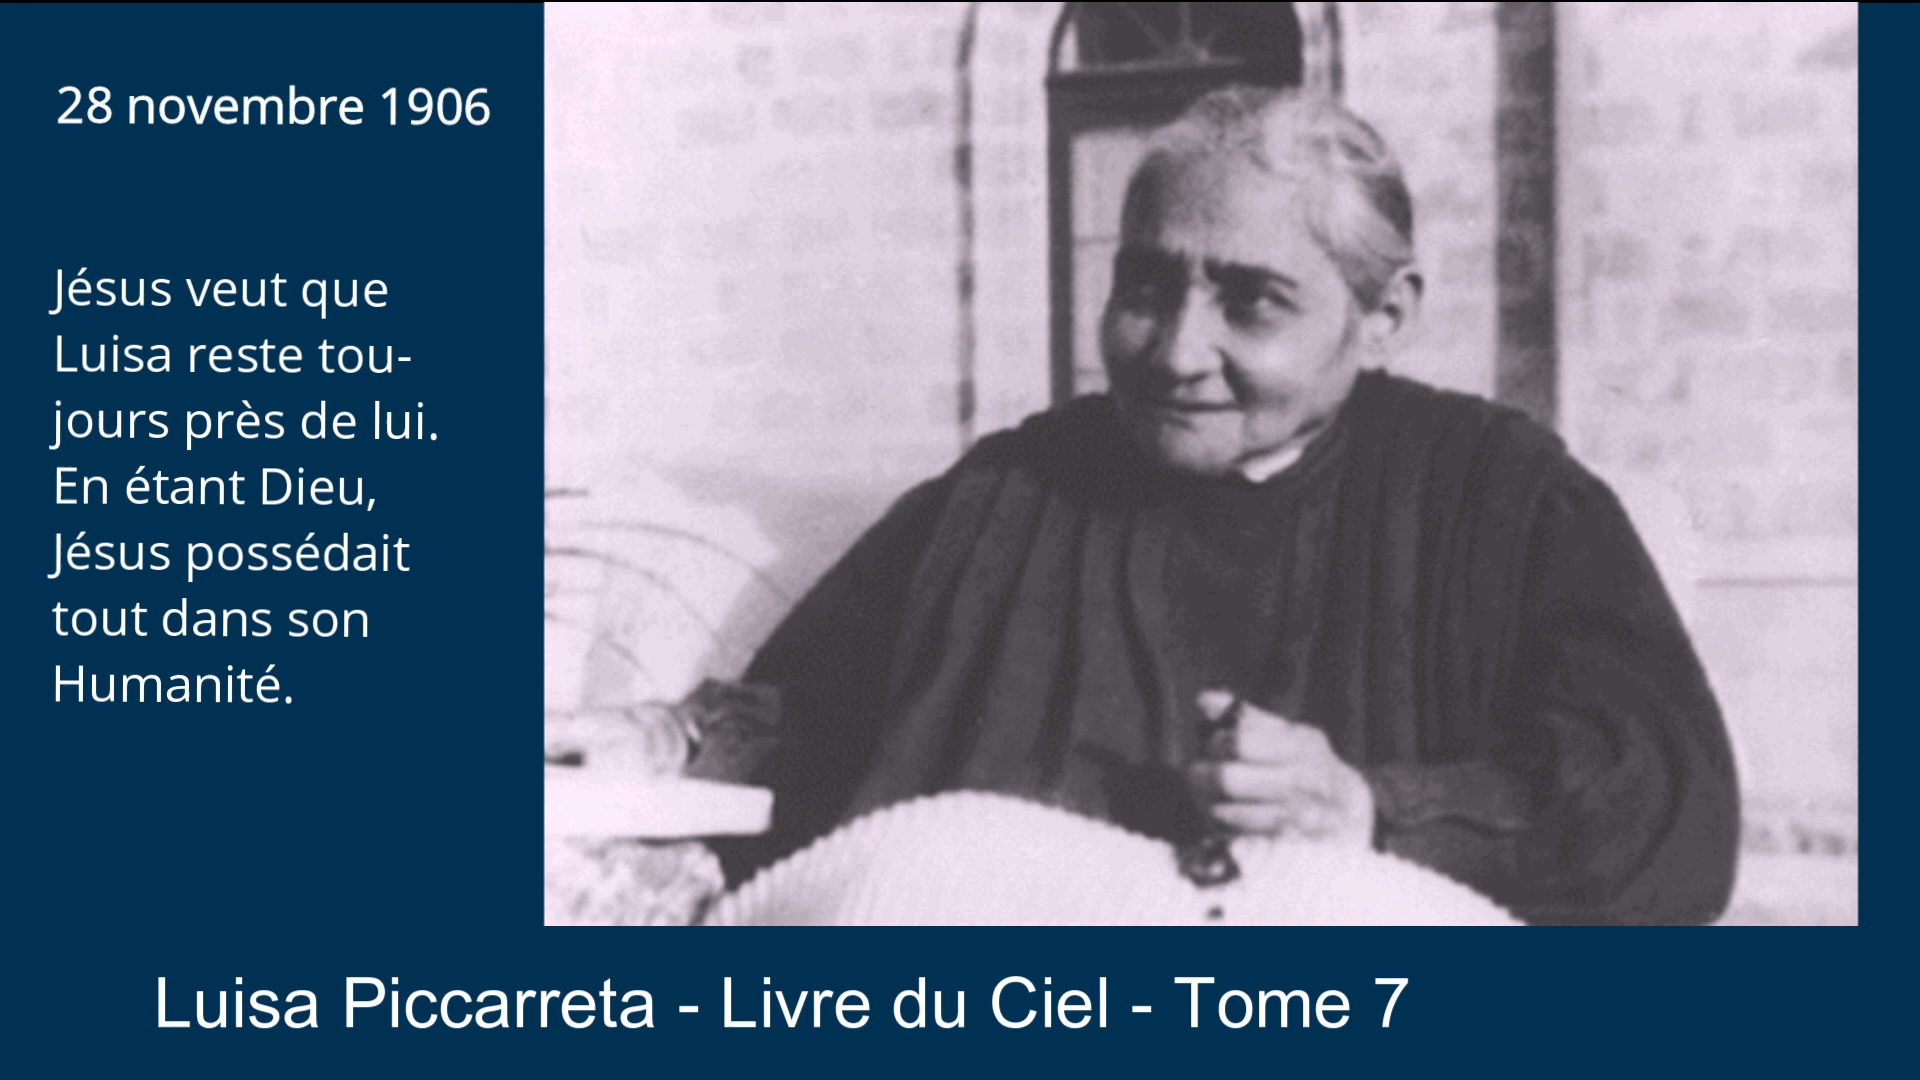 28 novembre 1906
Jésus veut que
Luisa reste tou-
jours près de lui.
En étant Dieu,
Jésus possédait
tout dans son
Humanité.
Luisa Piccarreta - Livre du Ciel - Tome 7